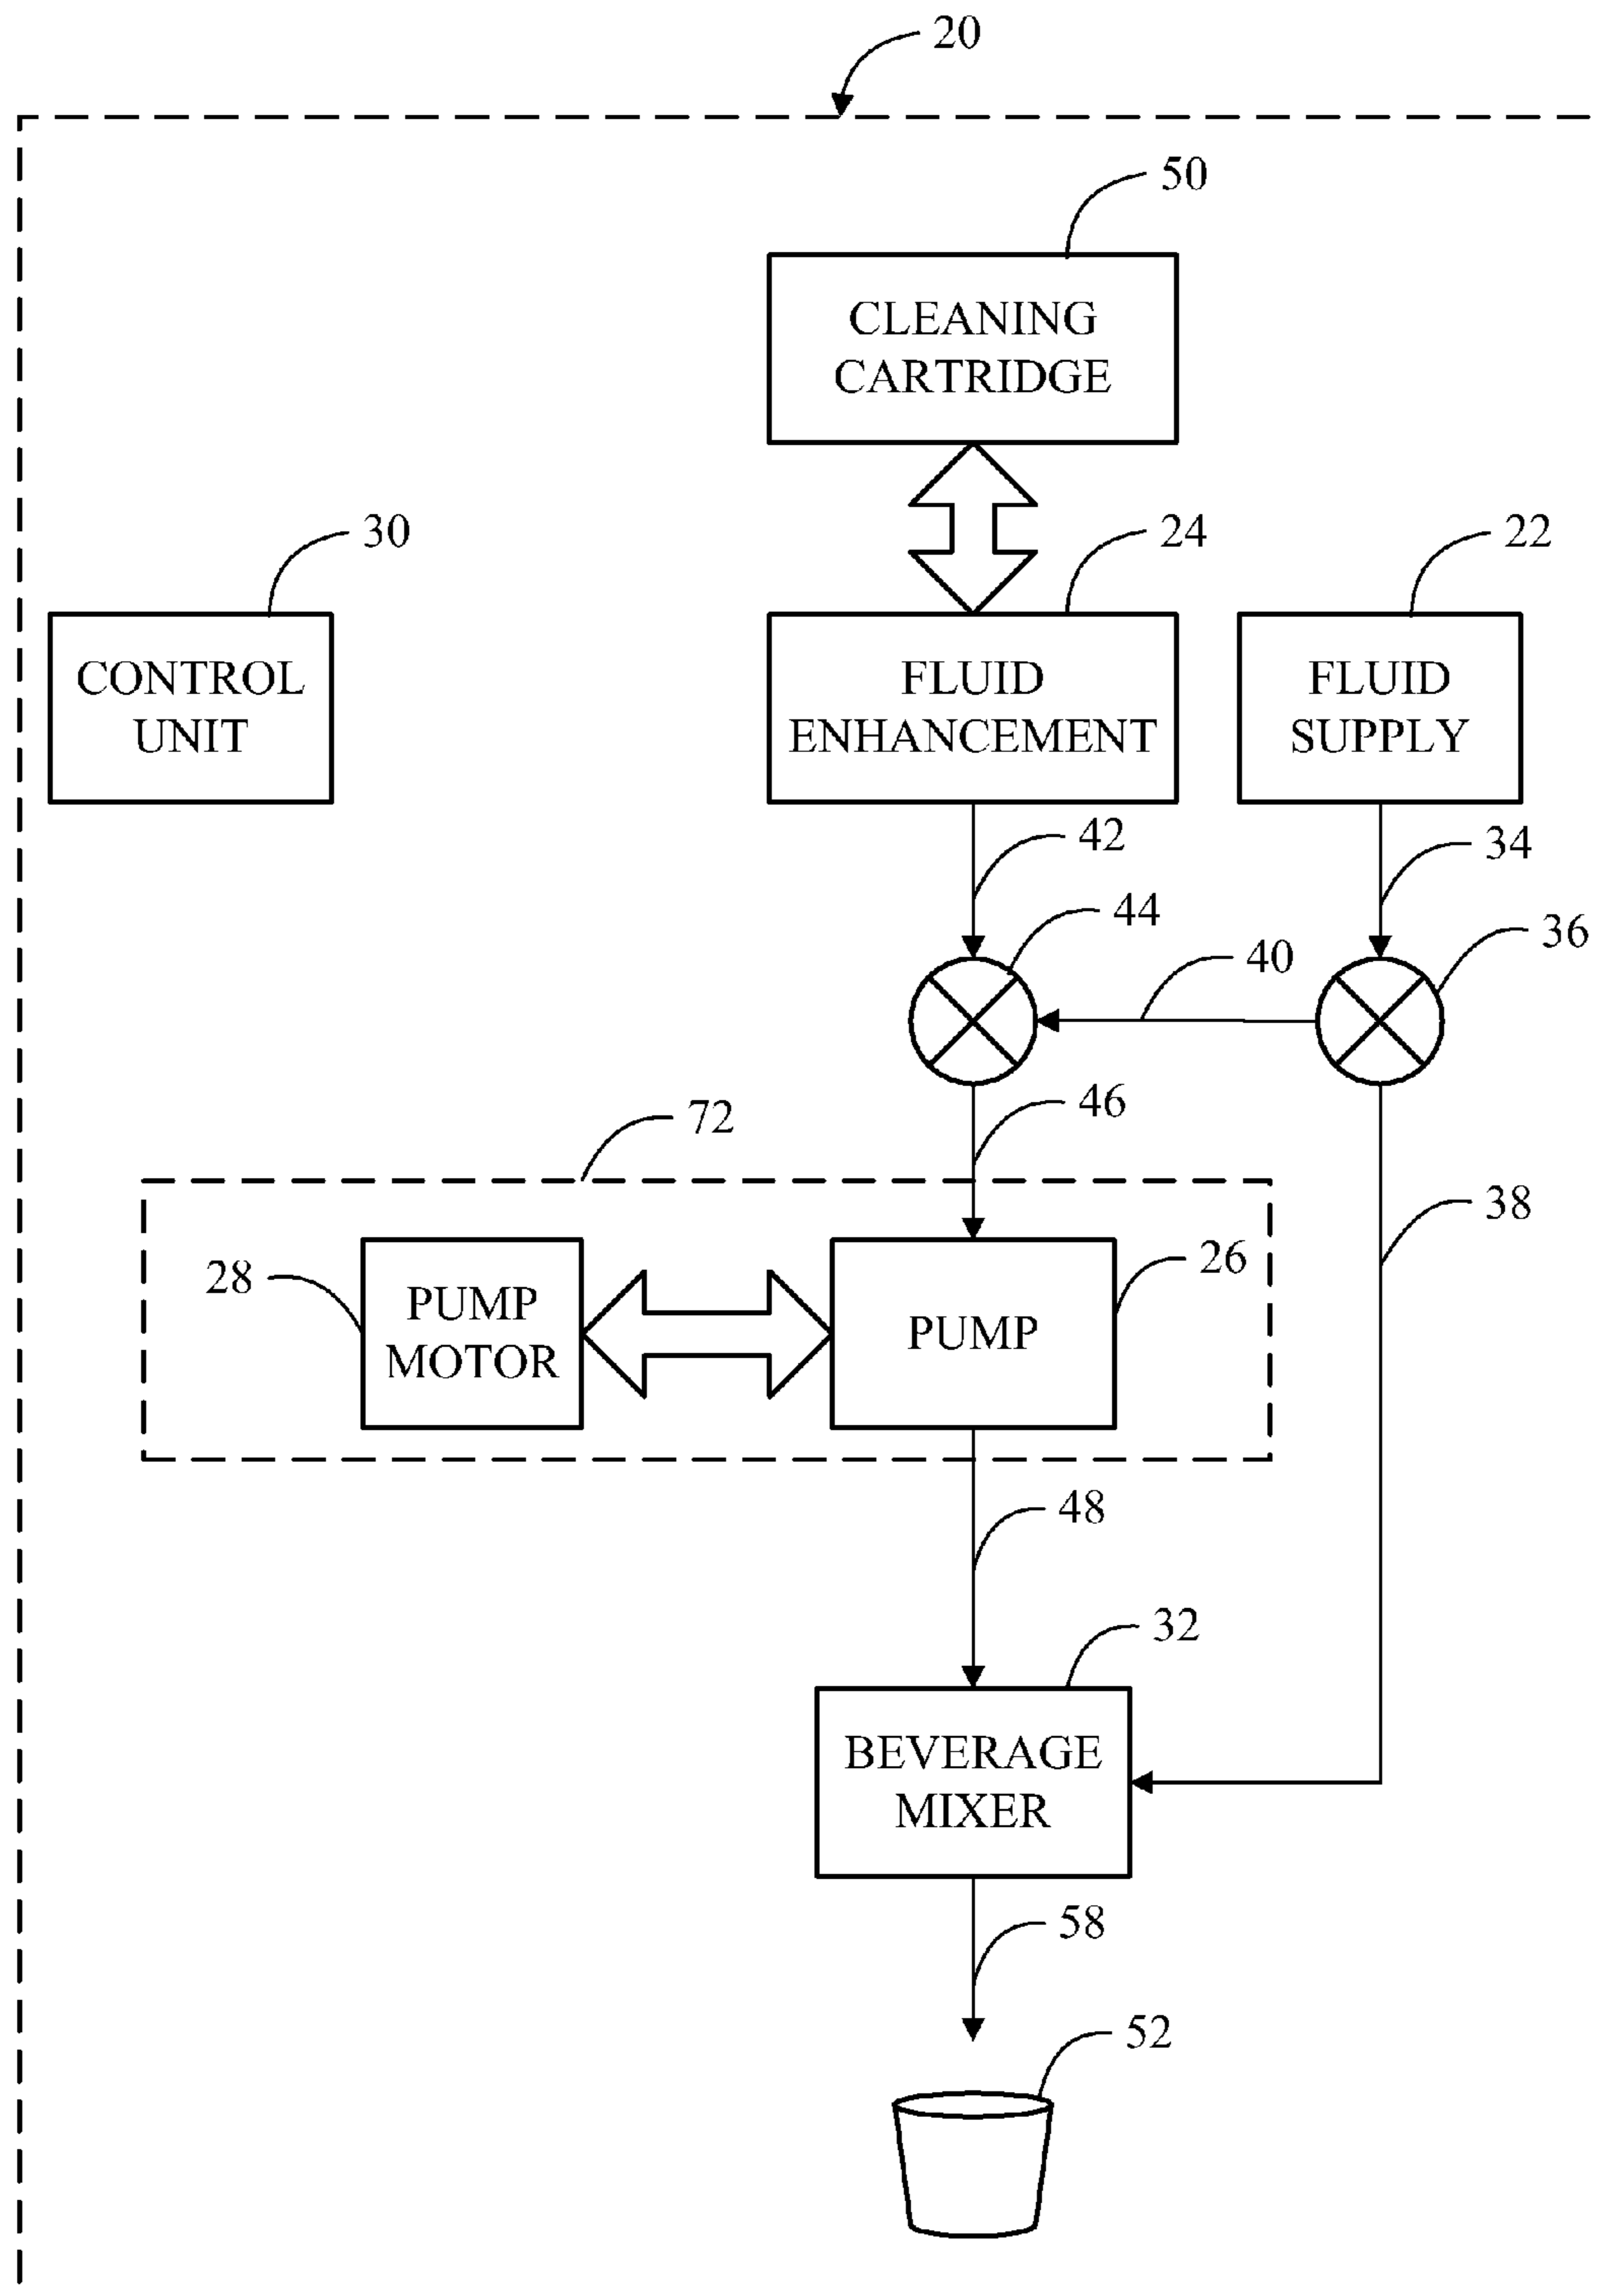 20
50
CLEANING
CARTRIDGE
30
24
22
CONTROL
UNIT
FLUID
ENHANCEMENT
FLUID
SUPPLY
42
34
44
36
40
46
72
38
28
26
PUMP
MOTOR
PUMP
48
32
BEVERAGE
MIXER
58
52